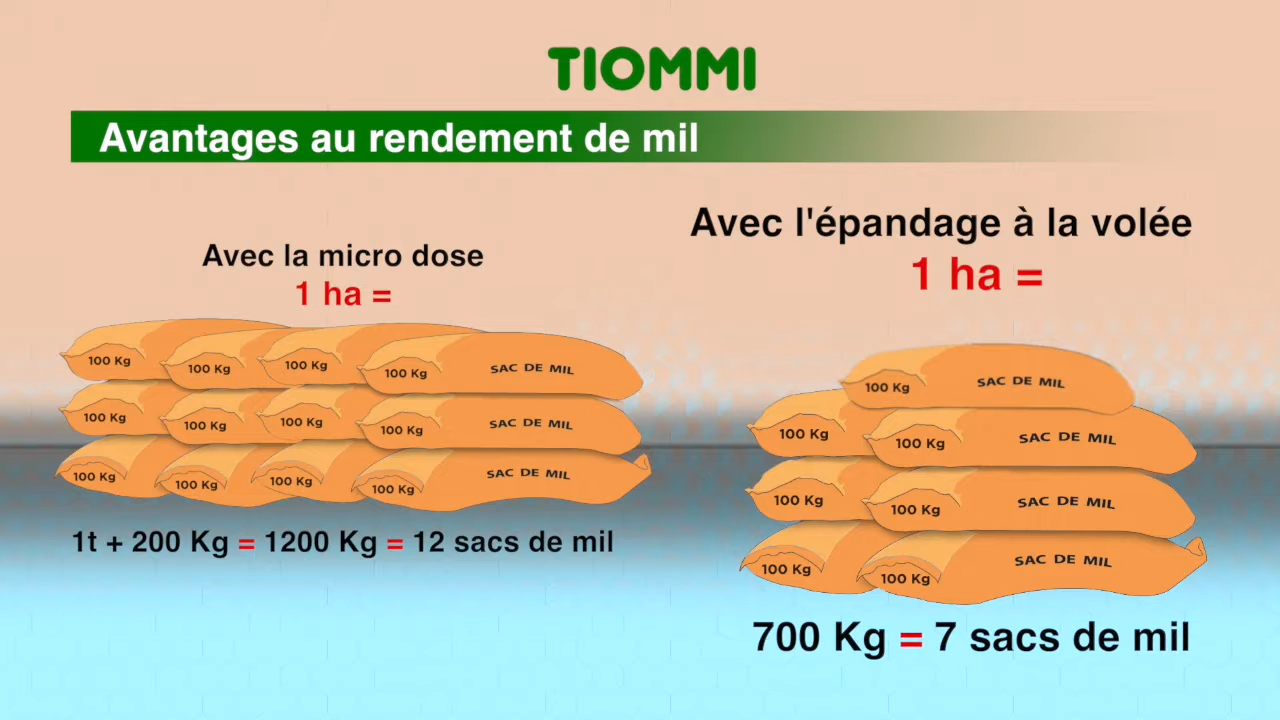 TIOMMI
Avantages au rendement de mil
Avec la micro dose
1 ha =
100 Kg
100 Kg
100 Kg
100 Kg SAC DE MIL
100 Kg
100 Kg
100 Kg
100 Kg SAC DE MIL
100 Kg
100 Kg
100 Kg
100 Kg SAC DE MIL
1t + 200 Kg = 1200 Kg = 12 sacs de mil
Avec l'épandage à la volée
1 ha =
100 Kg SAC DE MIL
100 Kg
100 Kg SAC DE MIL
100 Kg
100 Kg SAC DE MIL
100 Kg
100 Kg SAC DE MIL
700 Kg = 7 sacs de mil